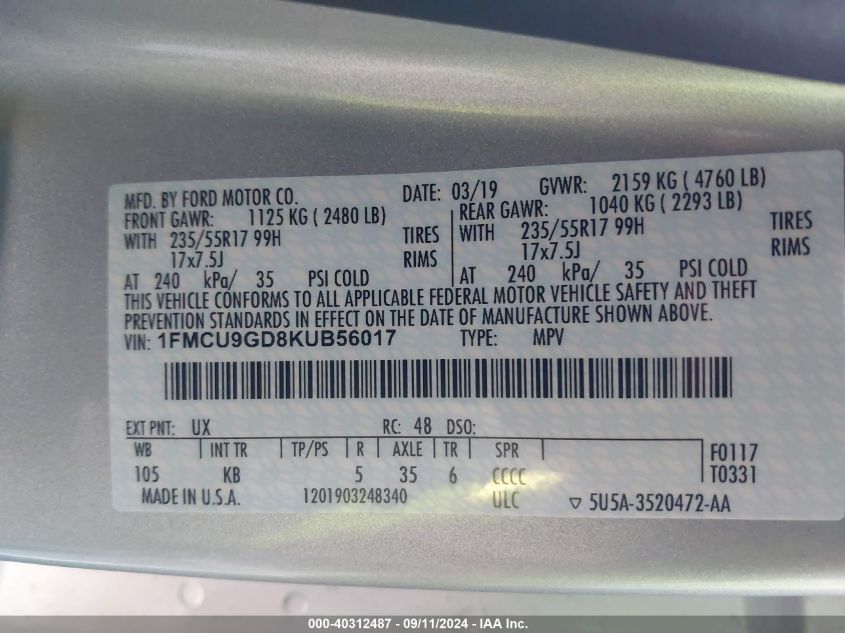 MFD. BY FORD MOTOR CO. DATE: 03/19 GVWR: 2159 KG ( 4760 LB)
FRONT GAWR: 1125 KG ( 2480 LB) REAR GAWR: 1040 KG ( 2293 LB)
WITH 235/55R17 99H TIRES WITH 235/55R17 99H TIRES
17x7.5J RIMS 17x7.5J RIMS
AT 240 kPa/ 35 PSI COLD AT 240 kPa/ 35 PSI COLD
THIS VEHICLE CONFORMS TO ALL APPLICABLE FEDERAL MOTOR VEHICLE SAFETY AND THEFT
PREVENTION STANDARDS IN EFFECT ON THE DATE OF MANUFACTURE SHOWN ABOVE.
VIN: 1FMCU9GD8KUB56017 TYPE: MPV
EXT PNT: UX RC: 48 DSO:
WB INT TR TP/PS R AXLE TR SPR F0117
105 KB 5 35 6 CCCC T0331
MADE IN U.S.A. 1201903248340 ULC ▽ 5U5A-3520472-AA
000-40312487 - 09/11/2024 - IAA Inc.